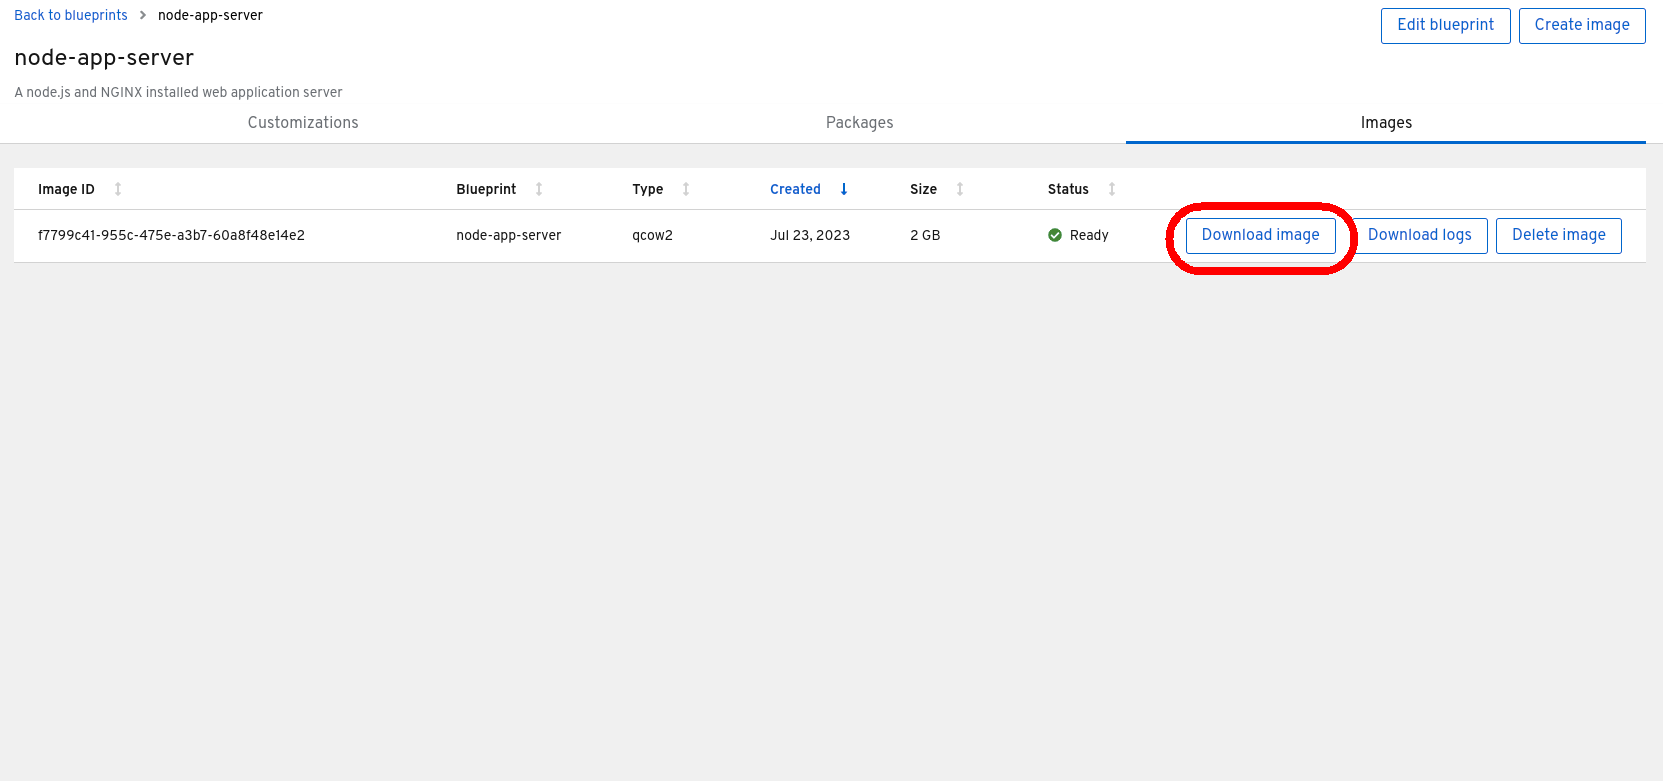 Back to blueprints > node-app-server
Edit blueprint Create image
node-app-server
A node.js and NGINX installed web application server
Customizations Packages Images
Image ID Blueprint Type Created Size Status
f7799c41-955c-475e-a3b7-60a8f48e14e2 node-app-server qcow2 Jul 23, 2023 2 GB Ready Download image Download logs Delete image